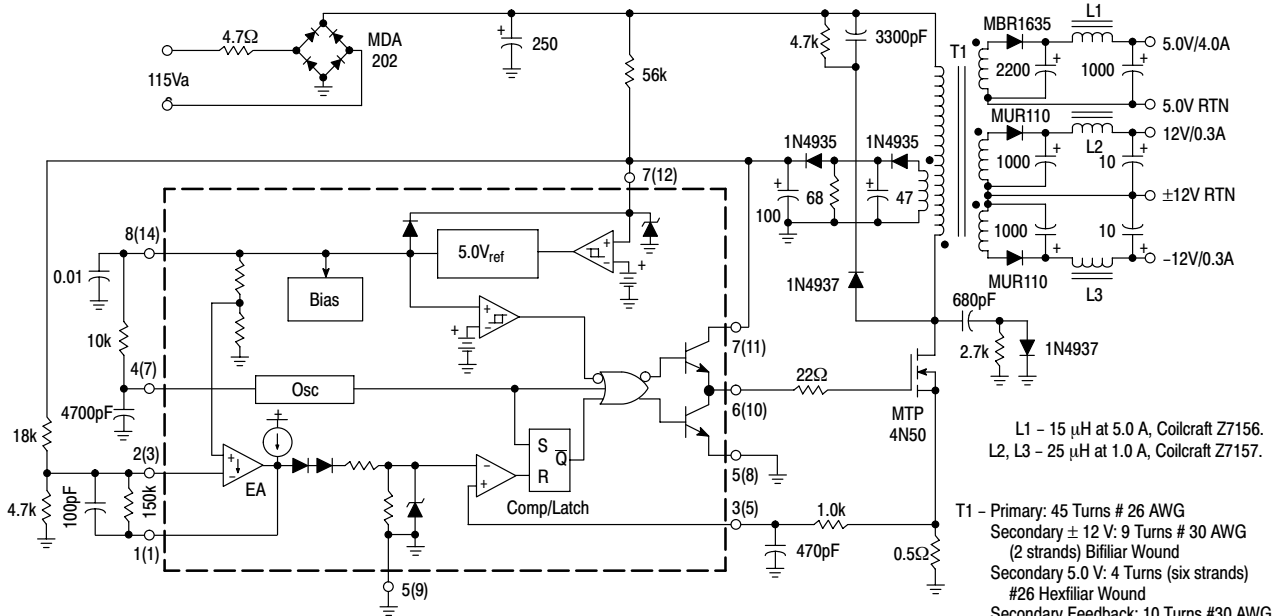 4.7Ω
MDA
202
115Va
250
56k
4.7k
3300pF
T1
MBR1635
L1
5.0V/4.0A
2200
1000
5.0V RTN
MUR110
12V/0.3A
L2
1000
10
±12V RTN
1000
10
MUR110
L3
−12V/0.3A
1N4935
1N4935
7(12)
100
68
47
1N4937
680pF
2.7k
1N4937
8(14)
0.01
5.0Vref
+
−
+
Bias
10k
+
−
+
7(11)
4(7)
Osc
6(10)
22Ω
MTP
4N50
4700pF
18k
2(3)
+
−
EA
+
S
R
Q
−
+
Comp/Latch
5(8)
4.7k
100pF
150k
1(1)
3(5)
1.0k
470pF
0.5Ω
5(9)
L1 – 15 μH at 5.0 A, Coilcraft Z7156.
L2, L3 – 25 μH at 1.0 A, Coilcraft Z7157.
T1 – Primary: 45 Turns # 26 AWG
Secondary ± 12 V: 9 Turns # 30 AWG
(2 strands) Bifiliar Wound
Secondary 5.0 V: 4 Turns (six strands)
#26 Hexfiliar Wound
Secondary Feedback: 10 Turns #30 AWG